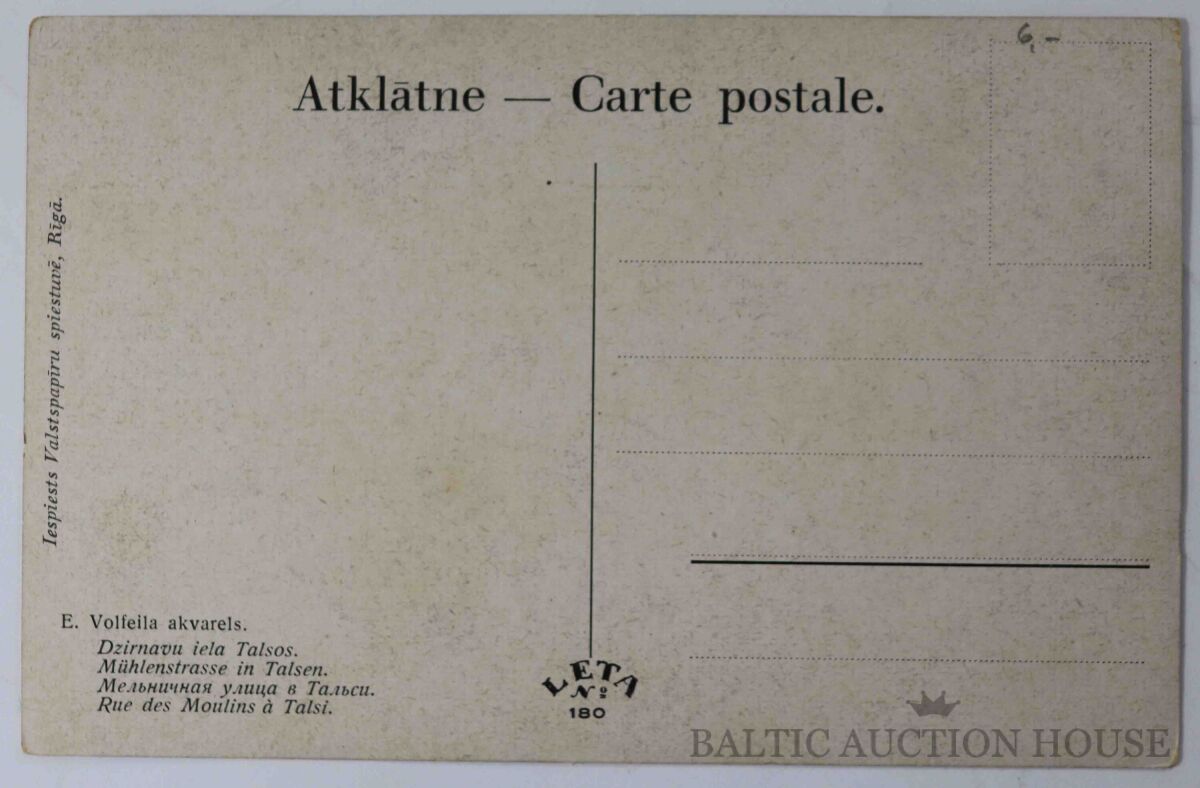 6,-
Atklātne — Carte postale.
Iespiests Valstspapīru spiestuvē, Rīgā.
E. Volfeila akvarels.
Dzirnavu iela Talsos.
Mühlenstrasse in Talsen.
Мельничная улица в Тальси.
Rue des Moulins à Talsi.
LETA
№
180
BALTIC AUCTION HOUSE